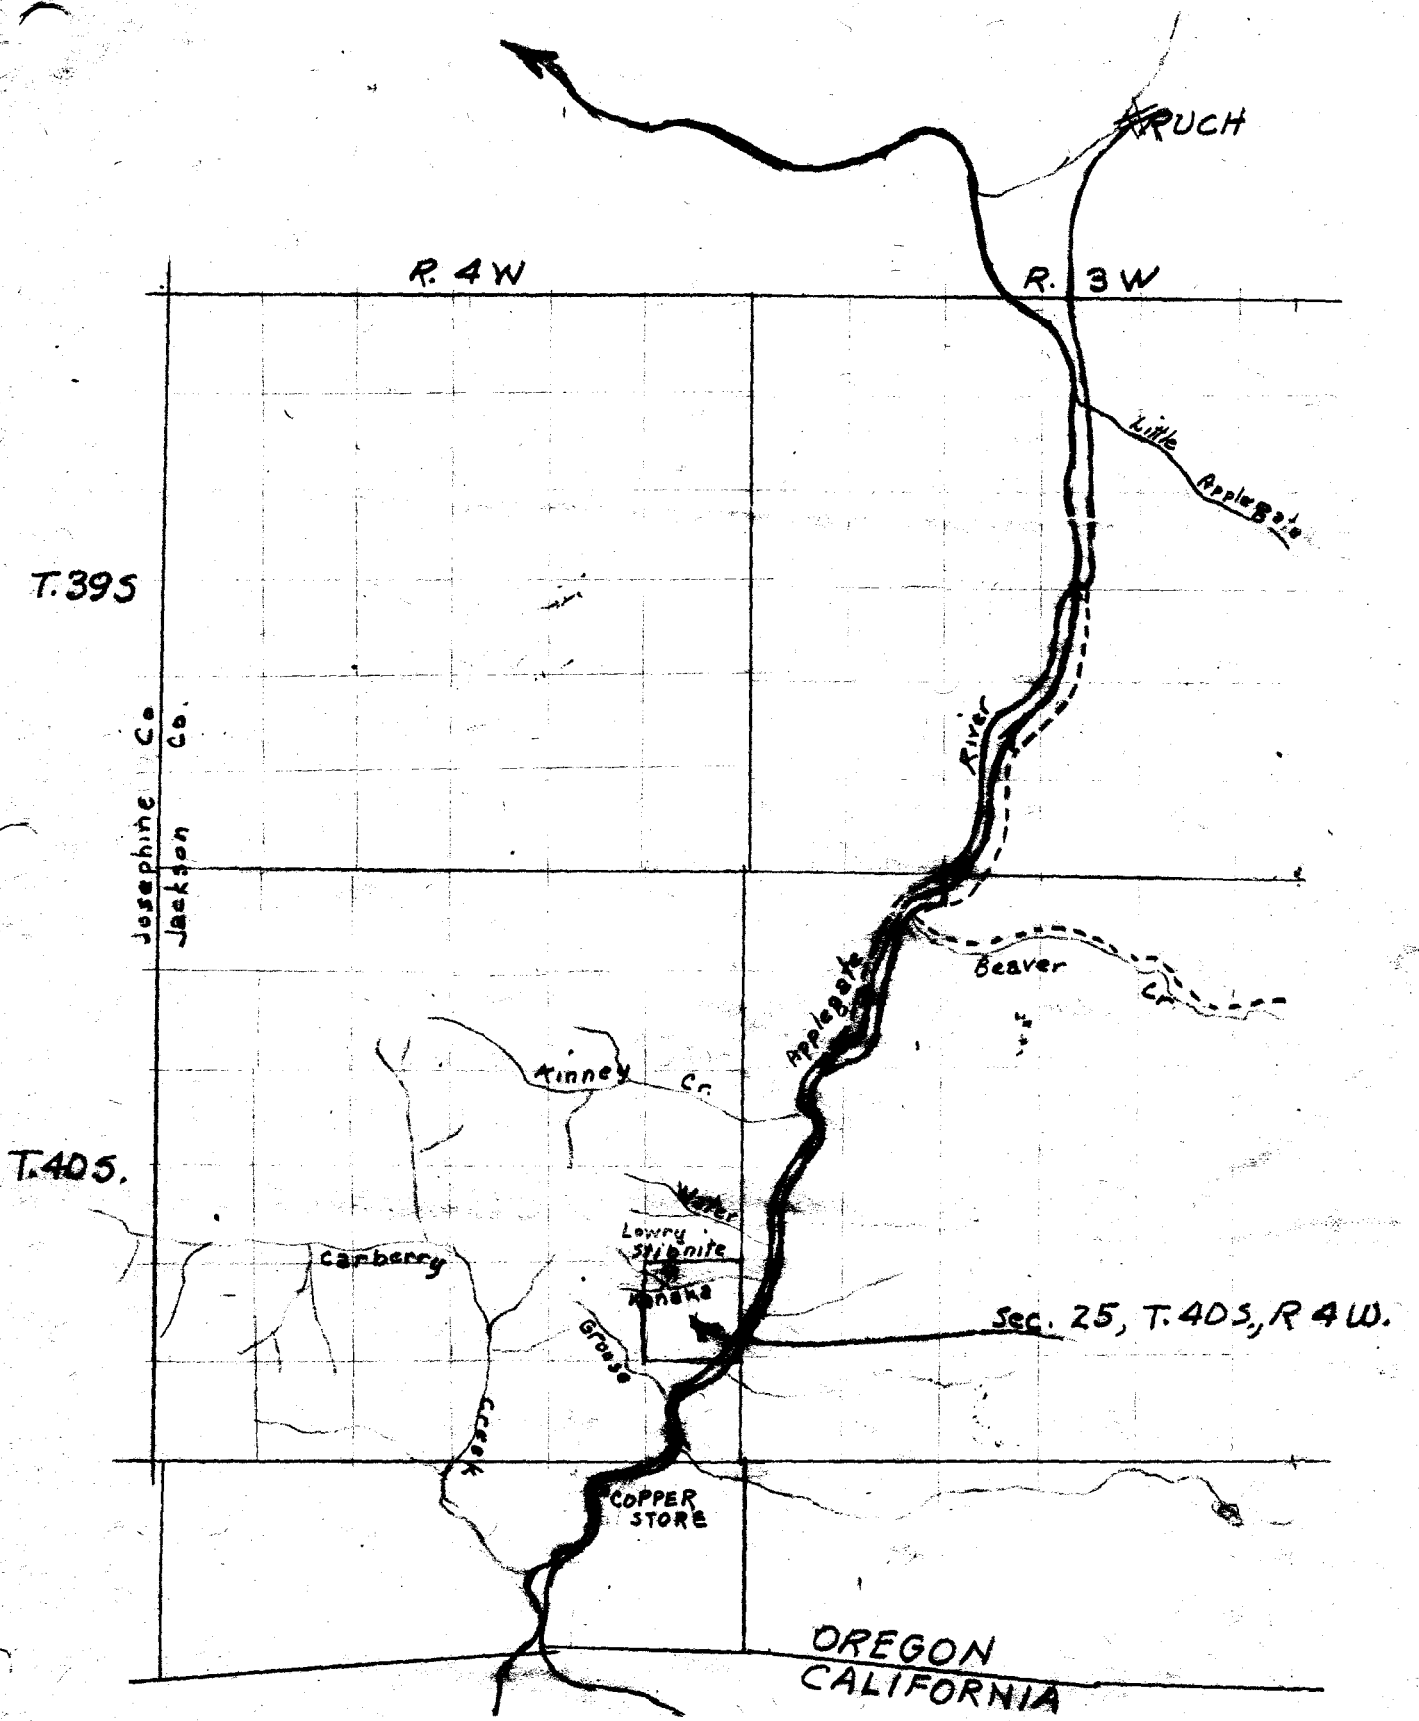 RUCH
R. 4 W
R. 3 W
Little
Applegate
T.39S
River
Josephine Co
Jackson Co.
Beaver
Cr.
Applegate
Kinney Cr.
T.40S.
Water
Lowry
Stibnite
Carberry
Kanaka
Sec. 25, T.40S., R 4 W.
Grouse
Creek
COPPER
STORE
OREGON
CALIFORNIA